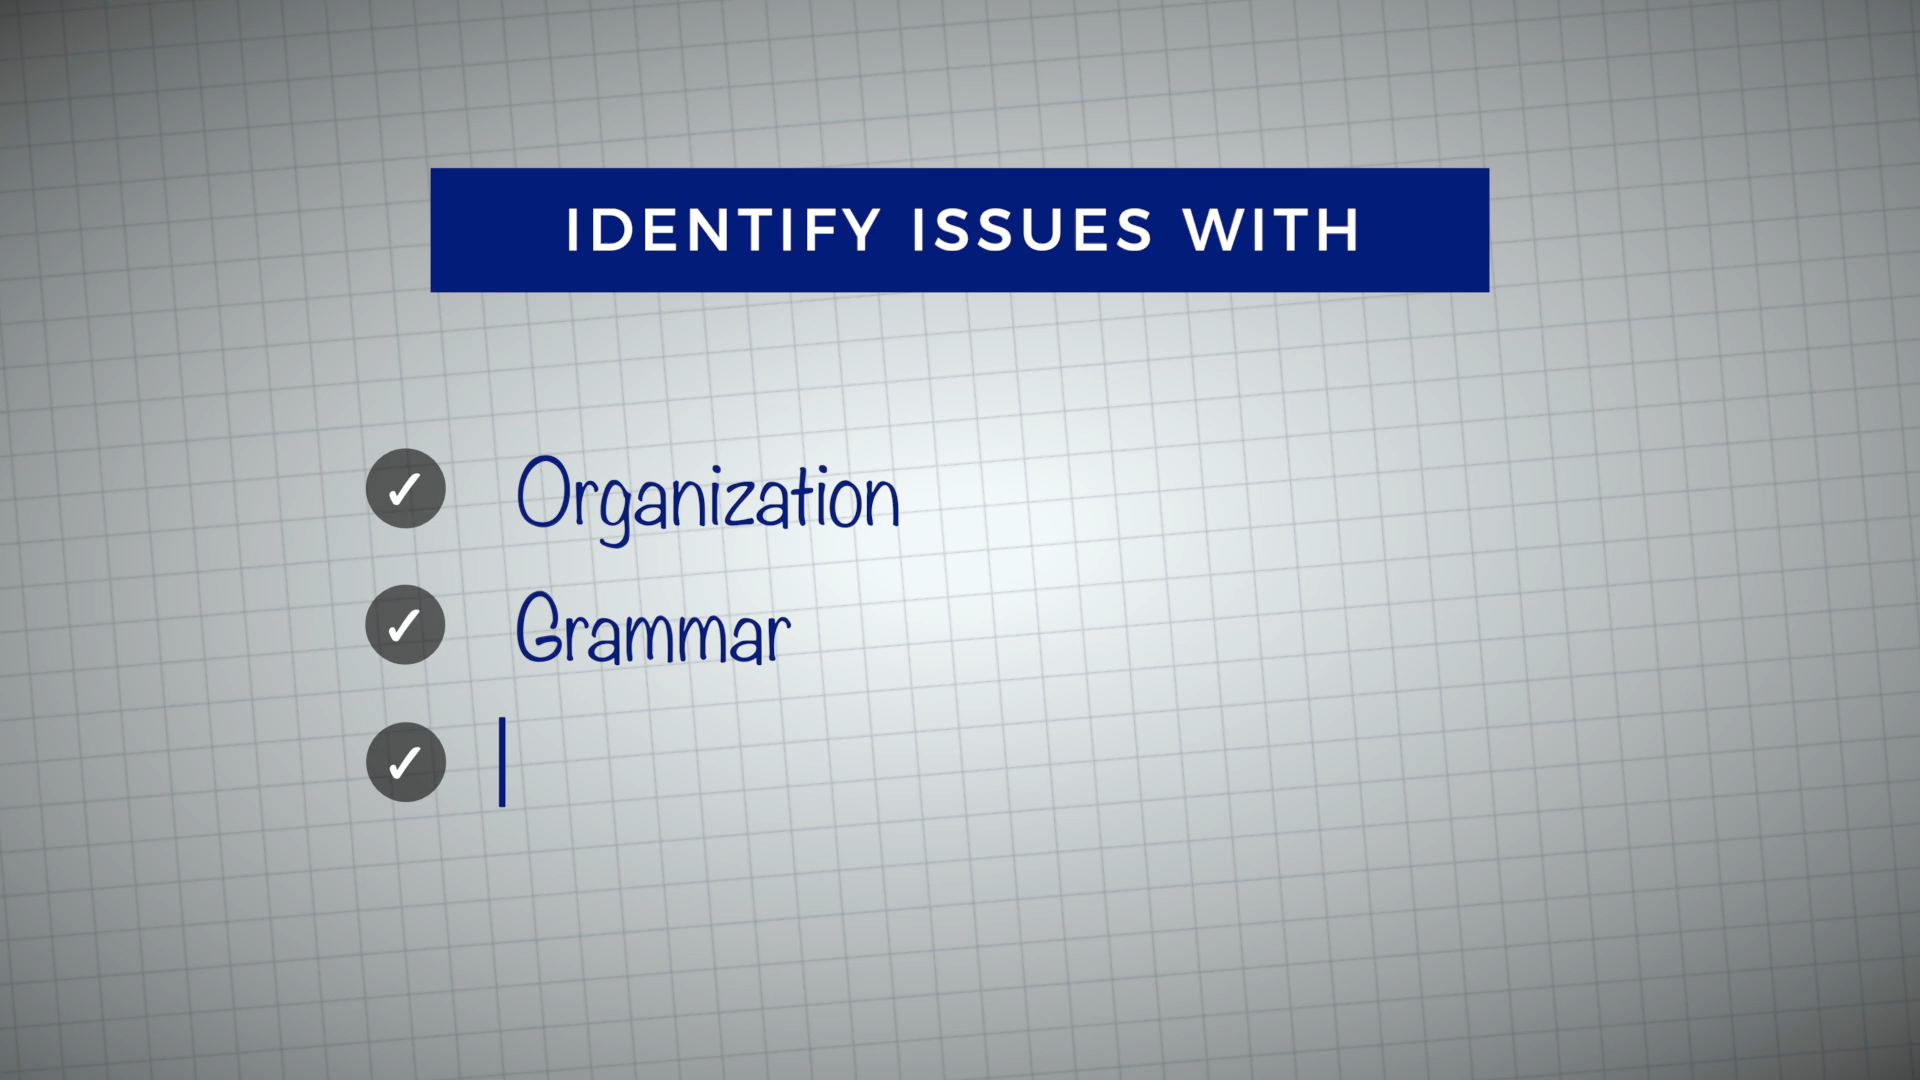 IDENTIFY ISSUES WITH
✓ Organization
✓ Grammar
✓